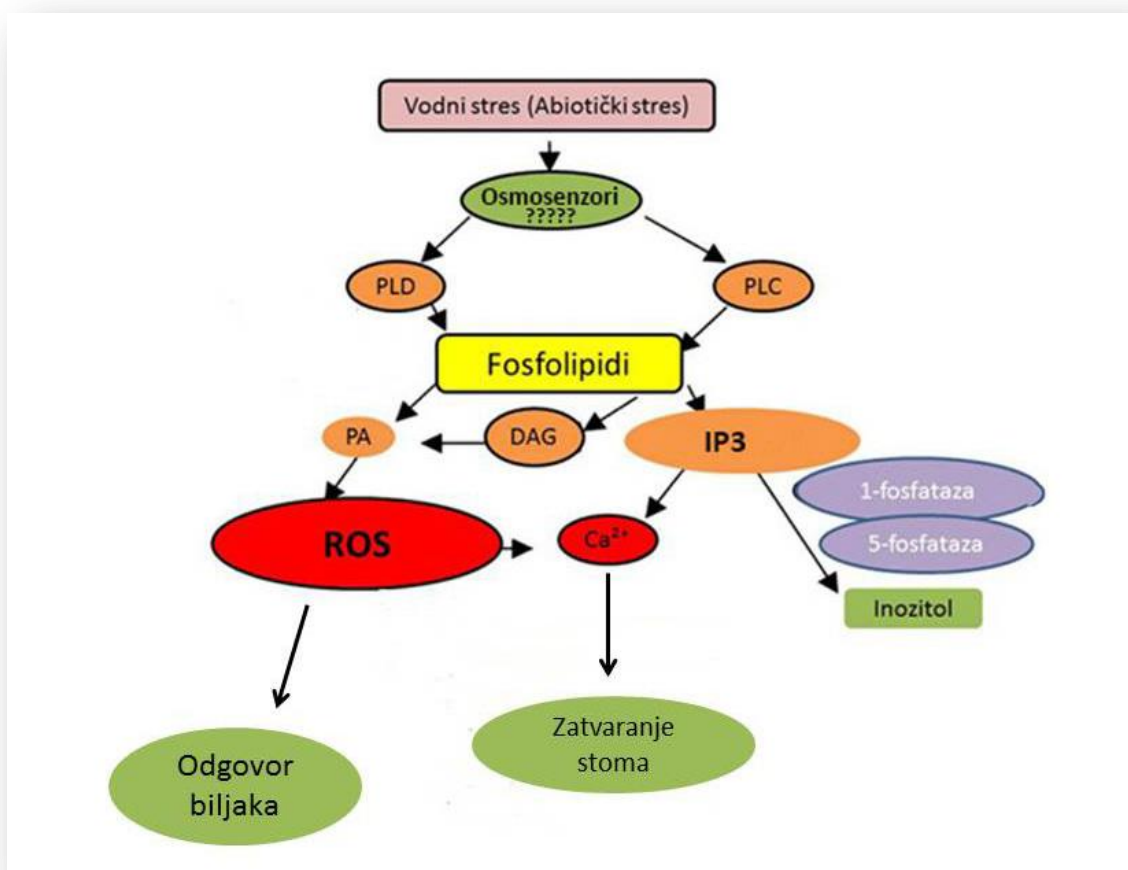 Vodni stres (Abiotički stres)
Osmosenzori
?????
PLD
PLC
Fosfolipidi
PA
DAG
IP3
1-fosfataza
ROS
Ca²⁺
5-fosfataza
Inozitol
Zatvaranje
stoma
Odgovor
biljaka